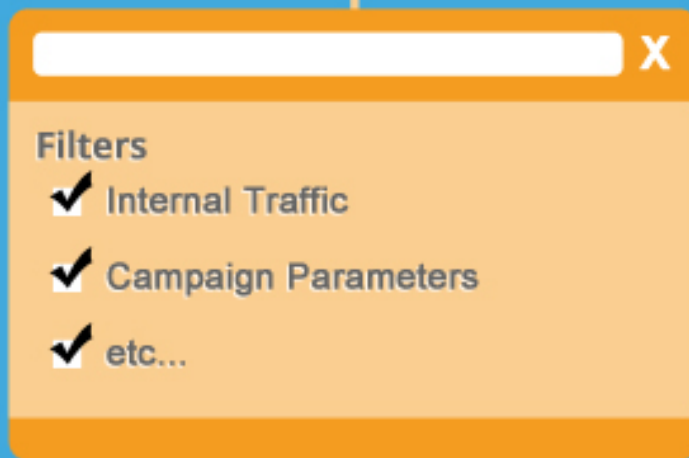 X
Filters
Internal Traffic
Campaign Parameters
etc...